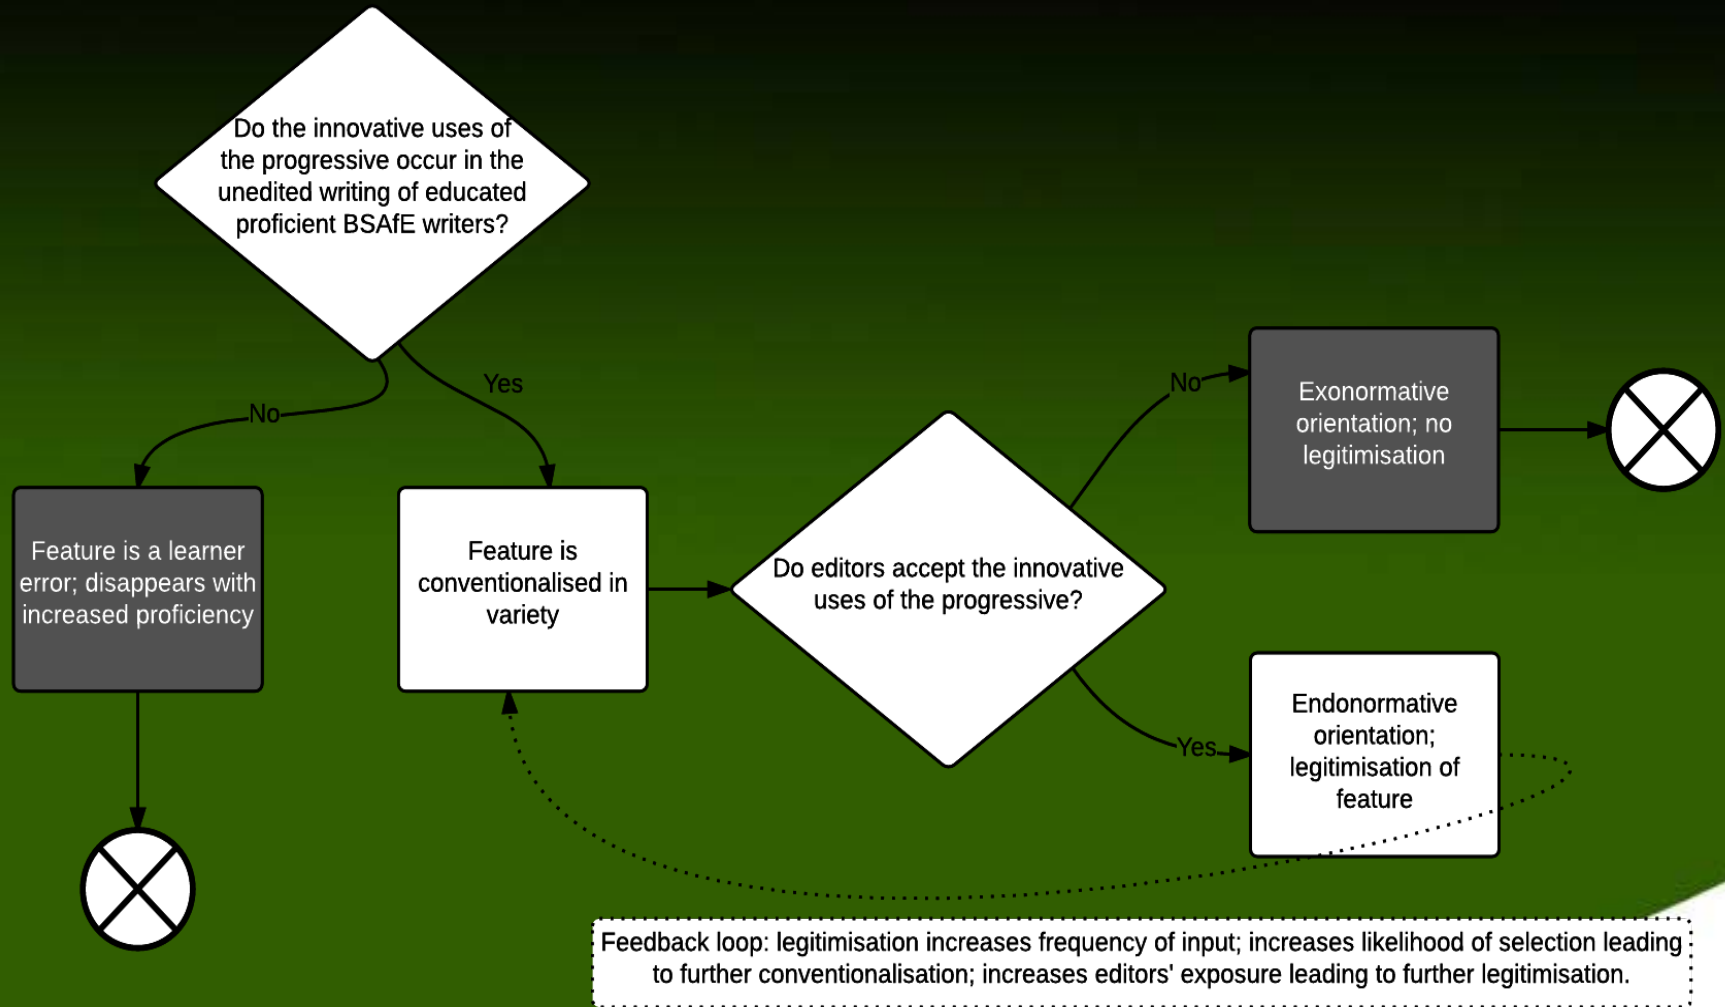 Do the innovative uses of
the progressive occur in the
unedited writing of educated
proficient BSAfE writers?
No
Yes
Feature is a learner
error; disappears with
increased proficiency
Feature is
conventionalised in
variety
Do editors accept the innovative
uses of the progressive?
No
Exonormative
orientation; no
legitimisation
Yes
Endonormative
orientation;
legitimisation of
feature
Feedback loop: legitimisation increases frequency of input; increases likelihood of selection leading
to further conventionalisation; increases editors' exposure leading to further legitimisation.